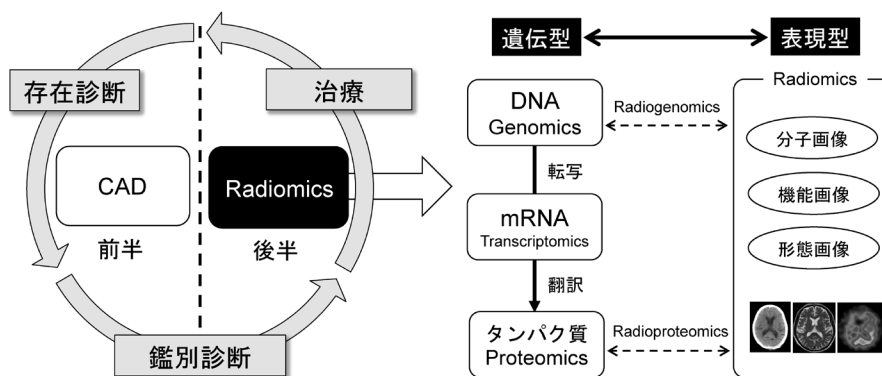 存在診断
治療
CAD
Radiomics
前半
後半
鑑別診断
遺伝型
表現型
DNA
Genomics
転写
mRNA
Transcriptomics
翻訳
タンパク質
Proteomics
Radiogenomics
Radioproteomics
Radiomics
分子画像
機能画像
形態画像